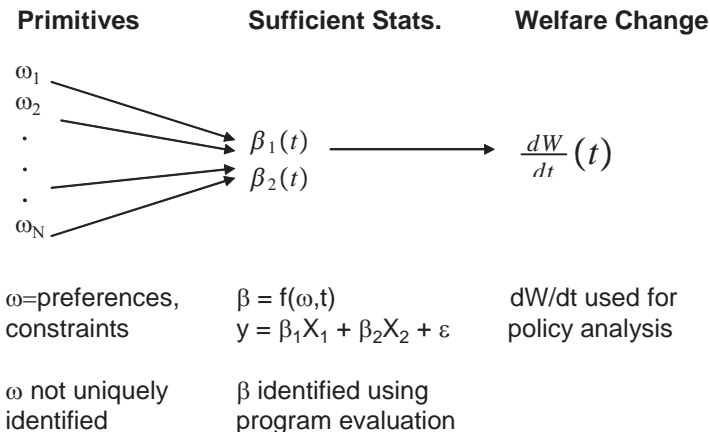 Primitives Sufficient Stats. Welfare Change
ω₁
ω₂
.
.
.
ω_N
β₁(t)
β₂(t)
dW/dt (t)
ω=preferences, constraints
β = f(ω,t)
y = β₁X₁ + β₂X₂ + ε
dW/dt used for policy analysis
ω not uniquely identified
β identified using program evaluation